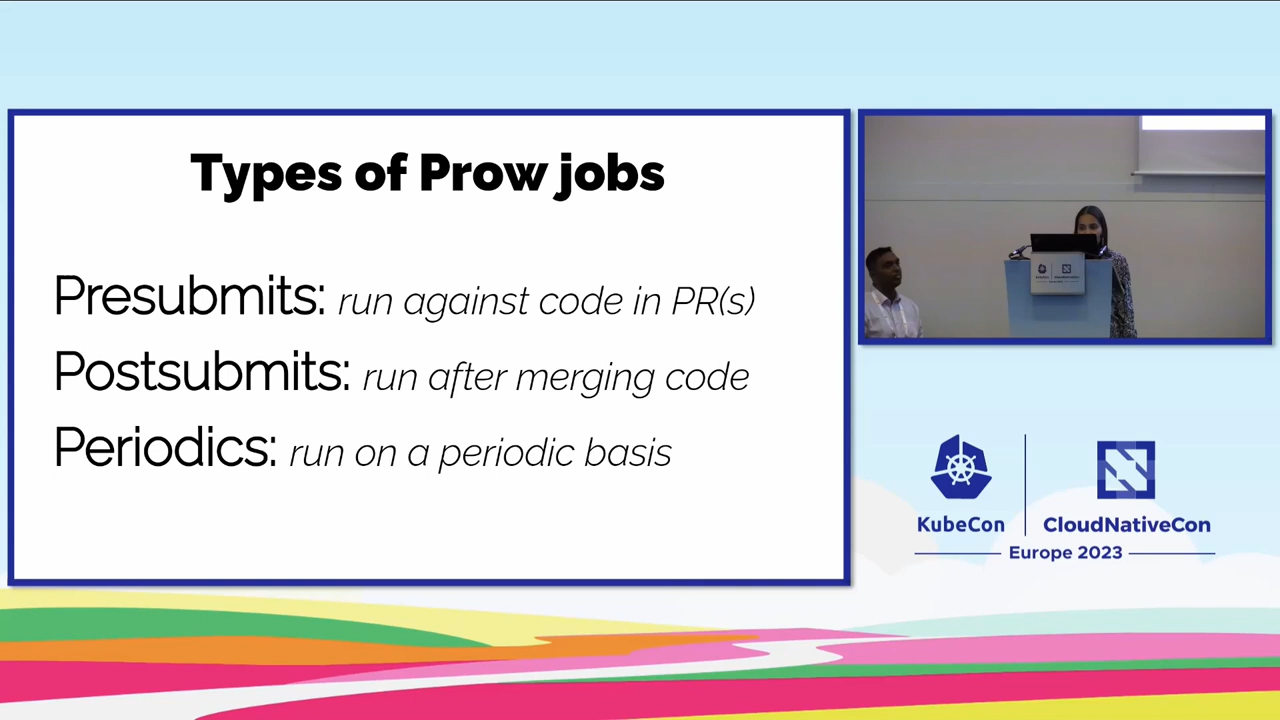 Types of Prow jobs
Presubmits: run against code in PR(s)
Postsubmits: run after merging code
Periodics: run on a periodic basis
KubeCon
CloudNativeCon
Europe 2023